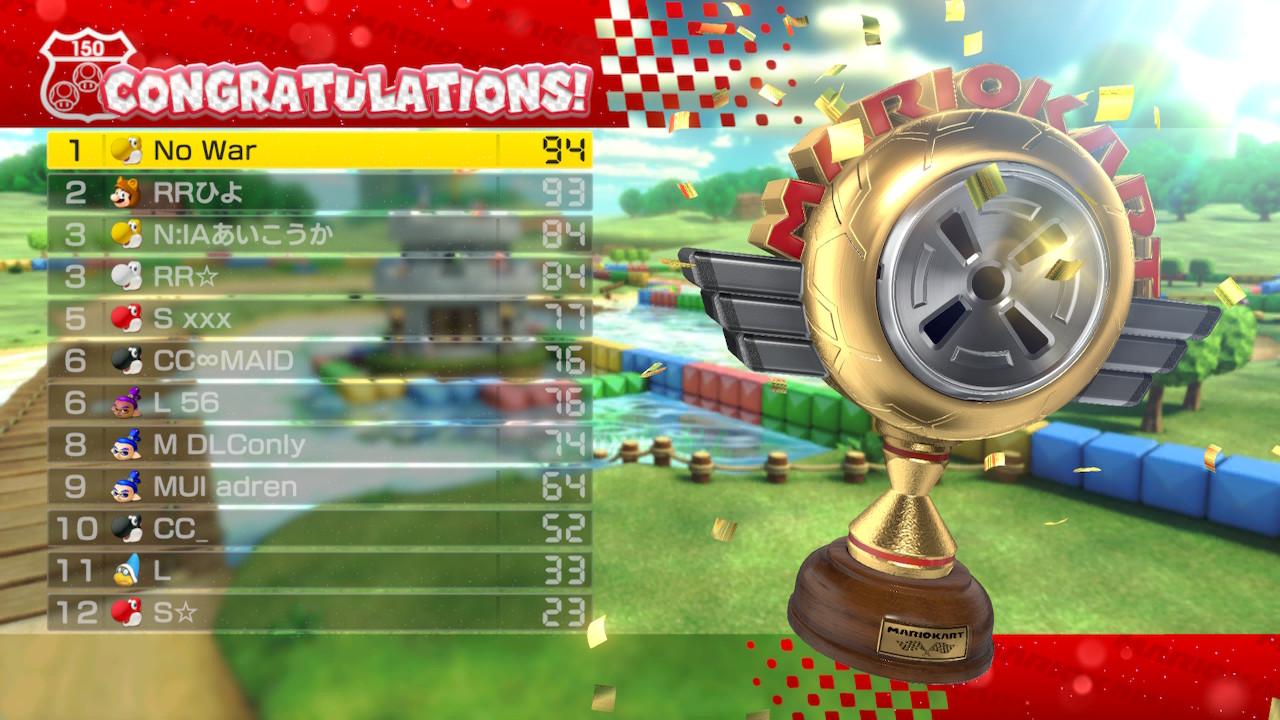 150
CONGRATULATIONS!
1 No War 94
2 RRひよ 93
3 N:IAあいこうか 84
3 RR☆ 84
5 S xxx 77
6 CC∞MAID 76
6 L 56 76
8 M DLConly 74
9 MUI adren 64
10 CC_ 52
11 L 33
12 S☆ 23
MARIOKART
MARIOKART